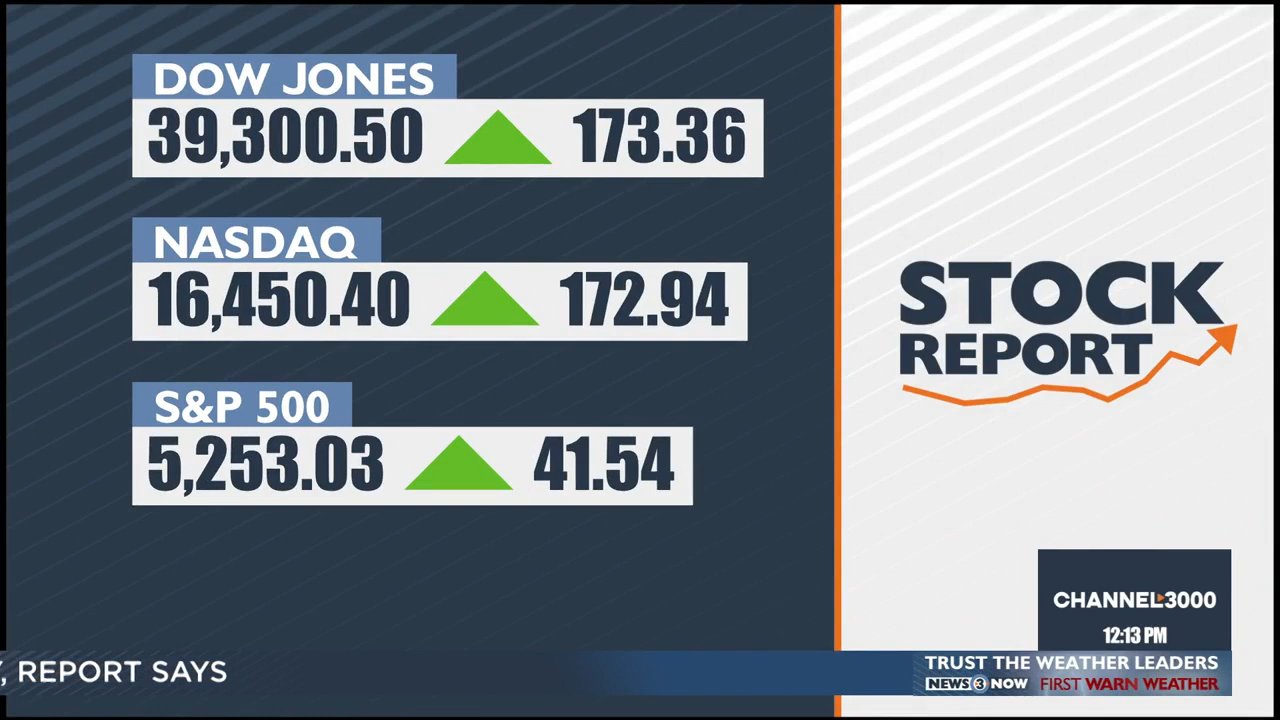 DOW JONES
39,300.50 173.36
NASDAQ
16,450.40 172.94
S&P 500
5,253.03 41.54
STOCK
REPORT
CHANNEL3000
12:13 PM
, REPORT SAYS
TRUST THE WEATHER LEADERS
NEWS 3 NOW FIRST WARN WEATHER